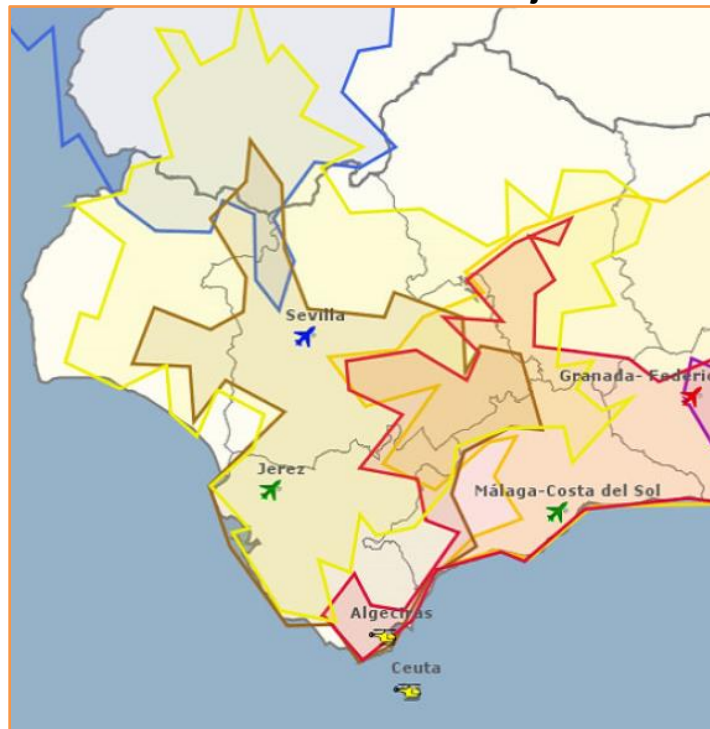 Sevilla
Granada- Federic
Jerez
Málaga-Costa del Sol
Algeciras
Ceuta